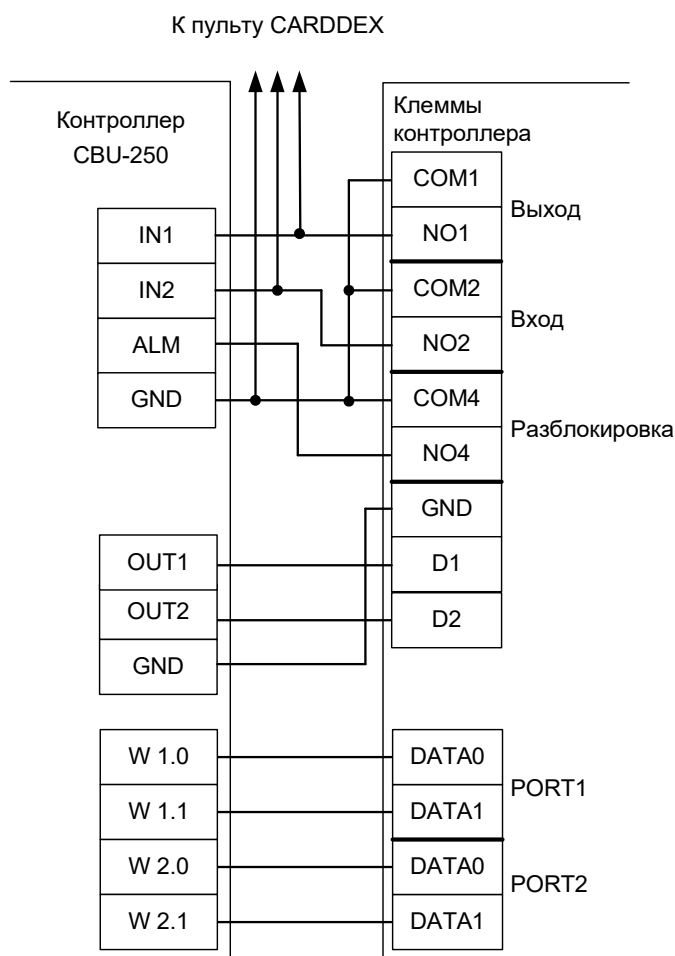 К пульту CARDDEX
Контроллер
CBU-250
IN1
IN2
ALM
GND
OUT1
OUT2
GND
W 1.0
W 1.1
W 2.0
W 2.1
Клеммы
контроллера
COM1
NO1
Выход
COM2
NO2
Вход
COM4
NO4
Разблокировка
GND
D1
D2
DATA0
DATA1
PORT1
DATA0
DATA1
PORT2